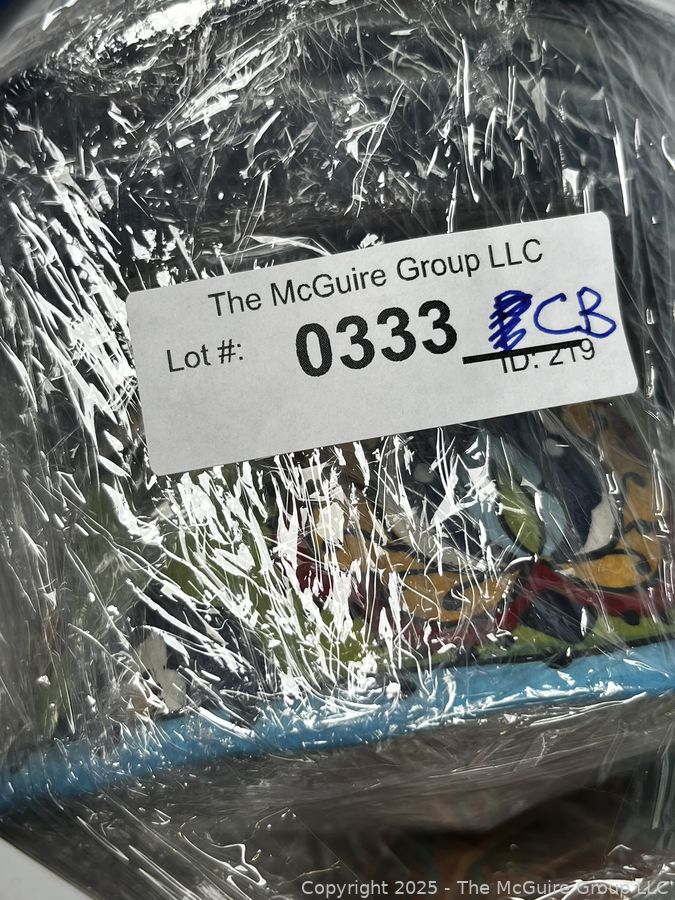 The McGuire Group LLC
Lot #: 0333 CB
ID: 219
Copyright 2025 - The McGuire Group LLC